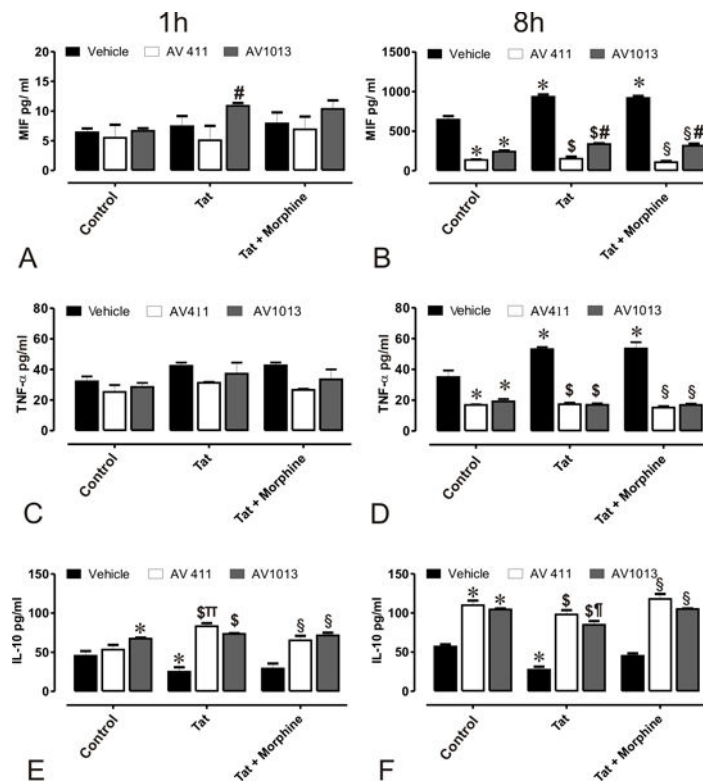 1h
8h
Vehicle AV 411 AV1013
MIF pg/ ml
20
15
10
5
0
#
Control
Tat
Tat + Morphine
A
Vehicle AV 411 AV1013
MIF pg/ ml
1500
1000
500
0
* * *
* *
$ $#
§ §#
Control
Tat
Tat + Morphine
B
Vehicle AV411 AV1013
TNF-α pg/ml
80
60
40
20
0
Control
Tat
Tat + Morphine
C
Vehicle AV411 AV1013
TNF-α pg/ml
80
60
40
20
0
* *
* *
$ $
§ §
Control
Tat
Tat + Morphine
D
Vehicle AV 411 AV1013
IL-10 pg/ml
150
100
50
0
*
* $π $
§ §
Control
Tat
Tat + Morphine
E
Vehicle AV 411 AV1013
IL-10 pg/ml
150
100
50
0
* *
* $ $¶
§ §
Control
Tat
Tat + Morphine
F